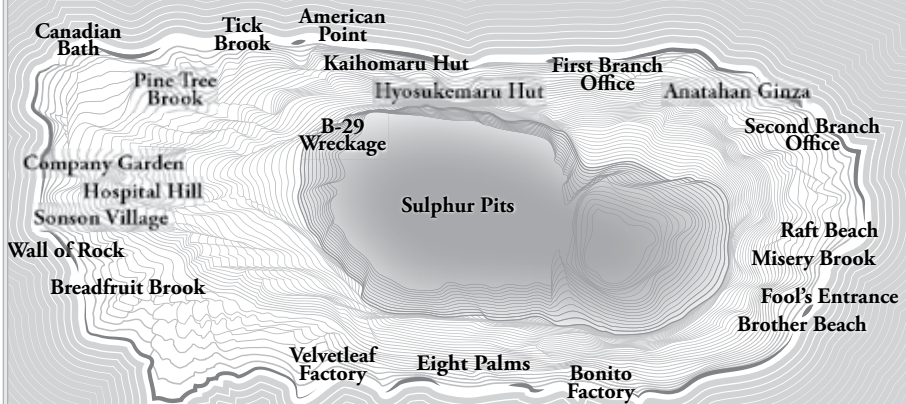 Canadian
Bath
Tick
Brook
American
Point
Kaihomaru Hut
First Branch
Office
Pine Tree
Brook
Hyosukemaru Hut
Anatahan Ginza
B-29
Wreckage
Second Branch
Office
Company Garden
Hospital Hill
Sonson Village
Sulphur Pits
Wall of Rock
Raft Beach
Misery Brook
Breadfruit Brook
Fool's Entrance
Brother Beach
Velvetleaf
Factory
Eight Palms
Bonito
Factory